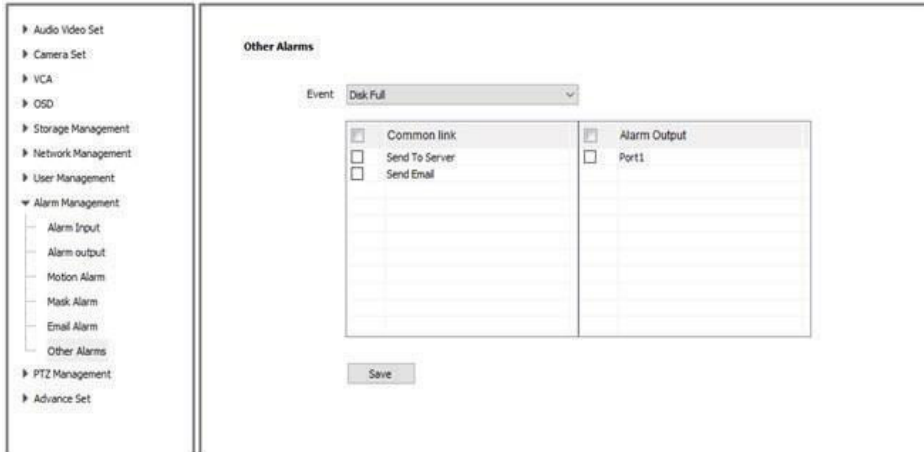 Audio Video Set
Camera Set
VCA
OSD
Storage Management
Network Management
User Management
Alarm Management
Alarm Input
Alarm output
Motion Alarm
Mask Alarm
Email Alarm
Other Alarms
PTZ Management
Advance Set
Other Alarms
Event Disk Full
Common link Alarm Output
Send To Server Port1
Send Email
Save